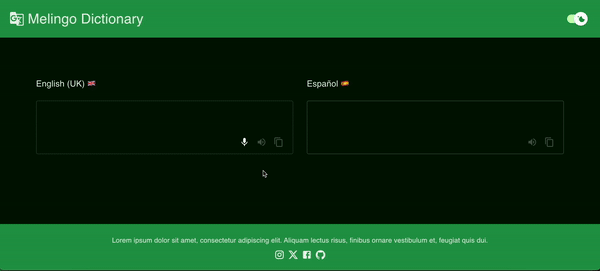 Melingo Dictionary
English (UK)
Español
Lorem ipsum dolor sit amet, consectetur adipiscing elit. Aliquam lectus risus, finibus ornare vestibulum et, feugiat quis dui.